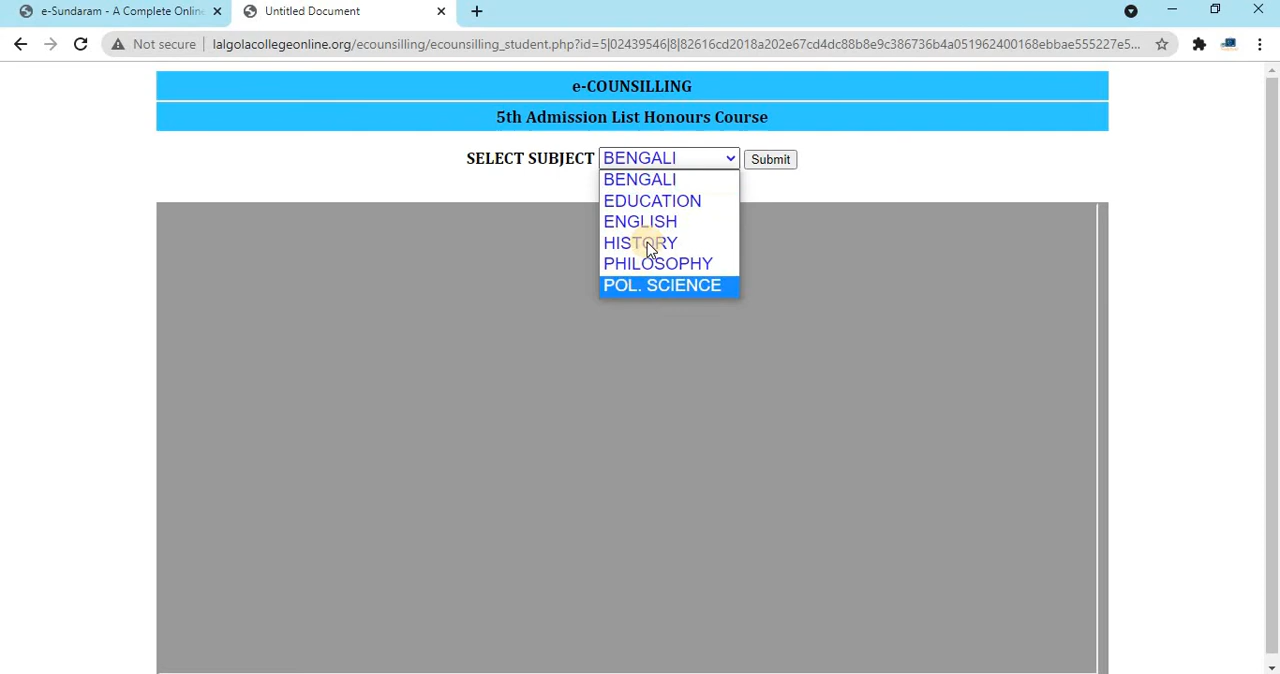 e-Sundaram - A Complete Onlin
Untitled Document
Not secure
lalgolacollegeonline.org/ecounsilling/ecounsilling_student.php?id=5|02439546|8|82616cd2018a202e67cd4dc88b8e9c386736b4a051962400168ebbae555227e5...
e-COUNSILLING
5th Admission List Honours Course
SELECT SUBJECT BENGALI Submit
BENGALI
EDUCATION
ENGLISH
HISTORY
PHILOSOPHY
POL. SCIENCE